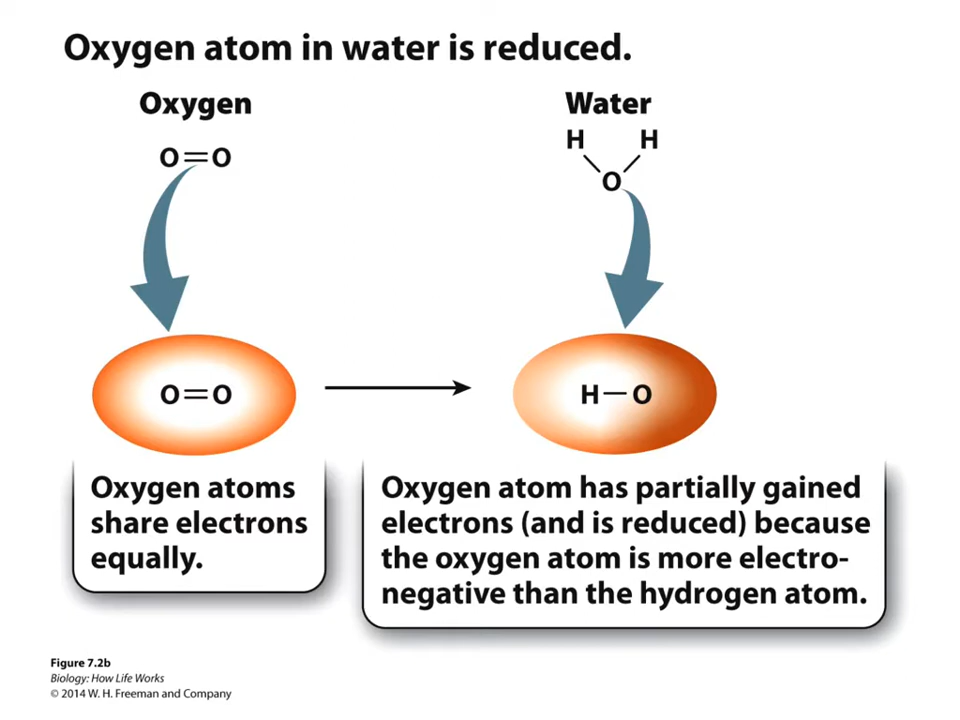 Oxygen atom in water is reduced.
Oxygen
Water
O=O
H H
O
O=O
H—O
Oxygen atoms
share electrons
equally.
Oxygen atom has partially gained
electrons (and is reduced) because
the oxygen atom is more electro-
negative than the hydrogen atom.
Figure 7.2b
Biology: How Life Works
© 2014 W. H. Freeman and Company